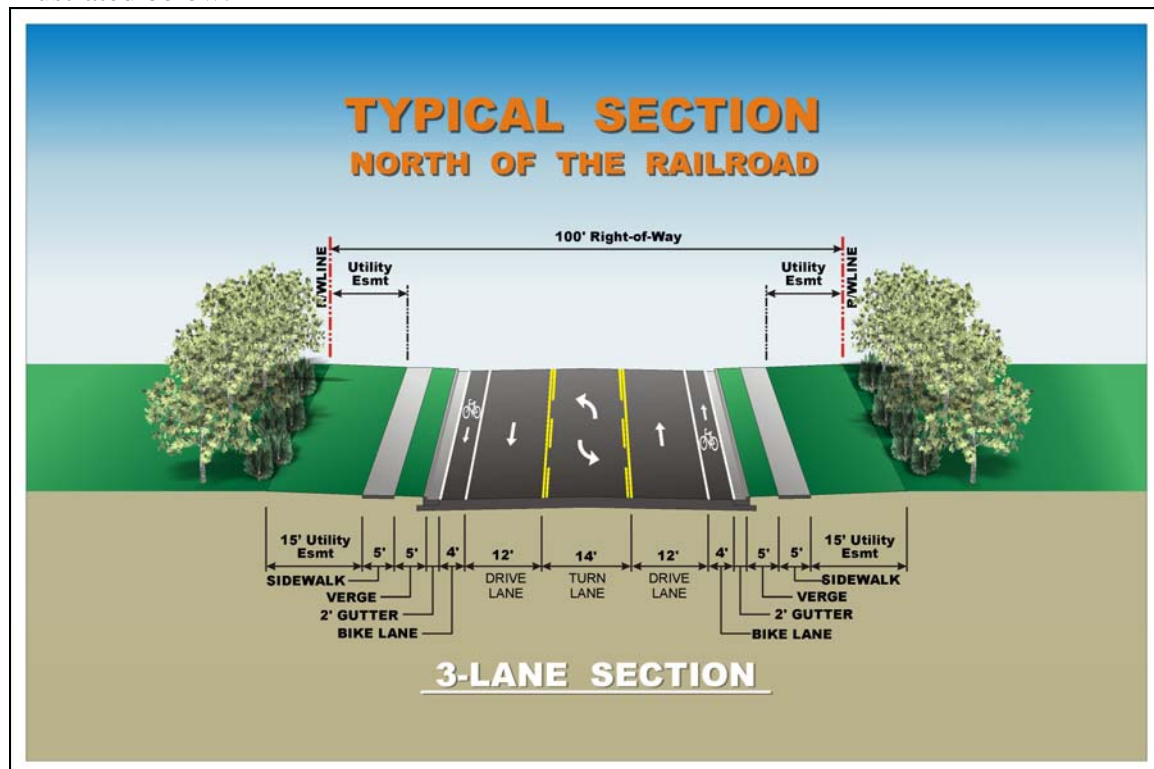 TYPICAL SECTION
NORTH OF THE RAILROAD
100' Right-of-Way
Utility
Esmt
Utility
Esmt
R/WLINE
P/WLINE
15' Utility
Esmt
5'
5'
4'
12'
14'
12'
4'
5'
5'
15' Utility
Esmt
DRIVE
LANE
TURN
LANE
DRIVE
LANE
SIDEWALK
VERGE
2' GUTTER
BIKE LANE
SIDEWALK
VERGE
2' GUTTER
BIKE LANE
3-LANE SECTION